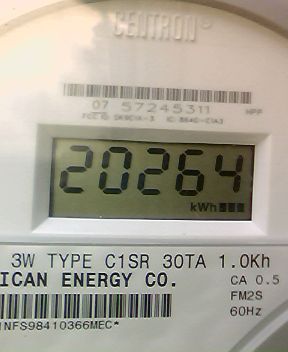 CENTRON®
07 57245311 HPP
20264
kWh
3W TYPE C1SR 30TA 1.0Kh
ICAN ENERGY CO. CA 0.5
FM2S
60Hz
NFS98410366MEC*